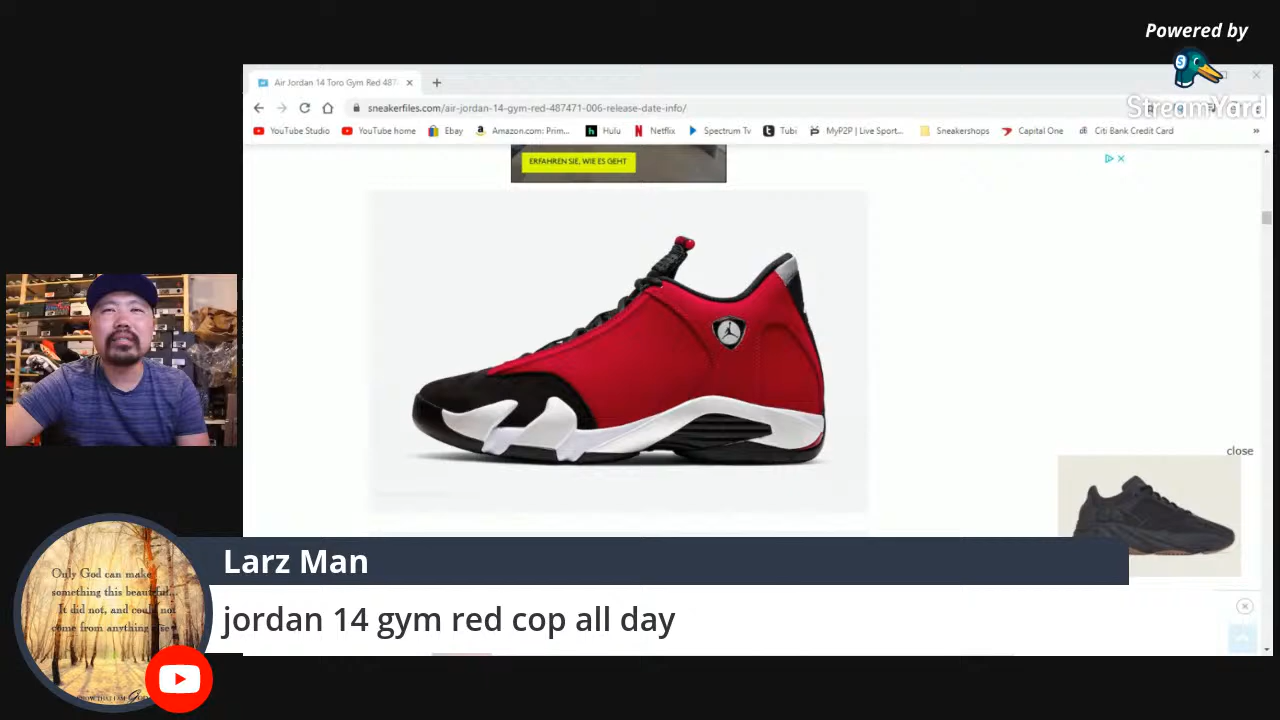 Powered by
StreamYard
Air Jordan 14 Toro Gym Red 487
sneakerfiles.com/air-jordan-14-gym-red-487471-006-release-date-info/
YouTube Studio
YouTube home
Ebay
Amazon.com: Prim...
Hulu
Netflix
Spectrum Tv
Tubi
MyP2P | Live Sport...
Sneakershops
Capital One
Citi Bank Credit Card
ERFAHREN SIE, WIE ES GEHT
close
Larz Man
jordan 14 gym red cop all day
Only God can make
something this beautiful...
It did not, and could not
come from anything else